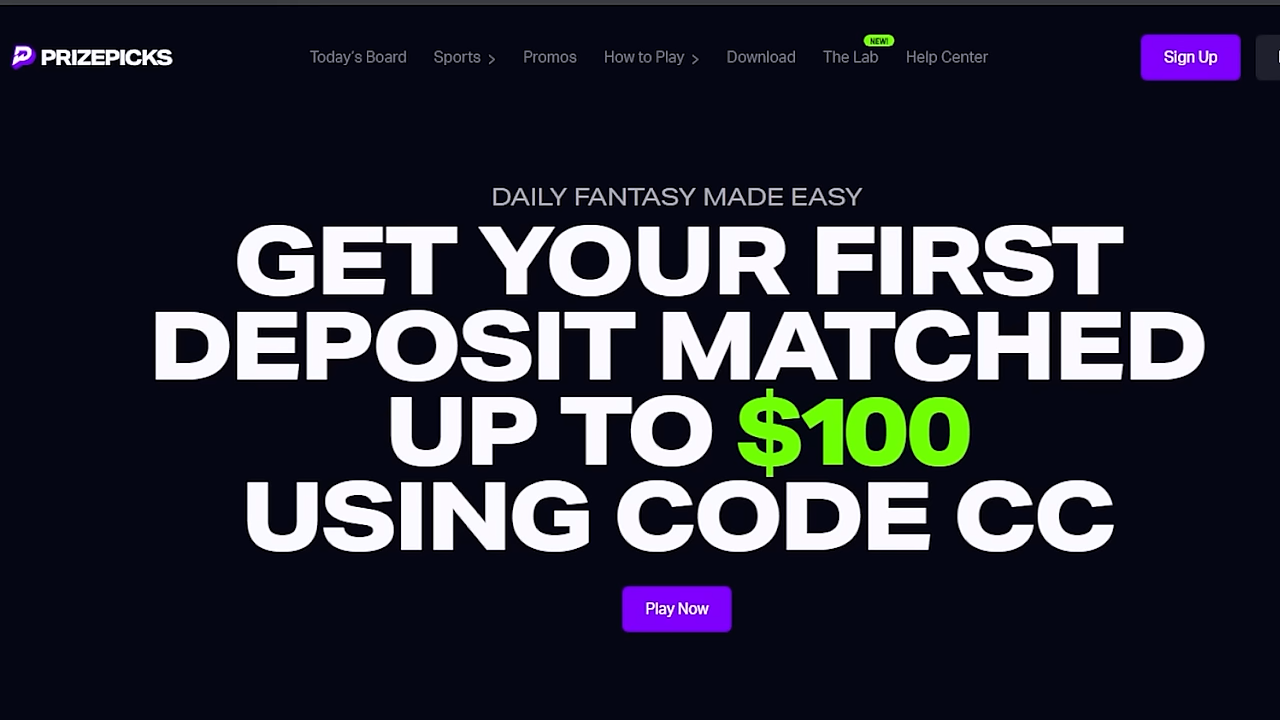 PRIZEPICKS Today's Board Sports How to Play Promos Download The Lab NEW! Help Center Sign Up
DAILY FANTASY MADE EASY
GET YOUR FIRST
DEPOSIT MATCHED
UP TO $100
USING CODE CC
Play Now